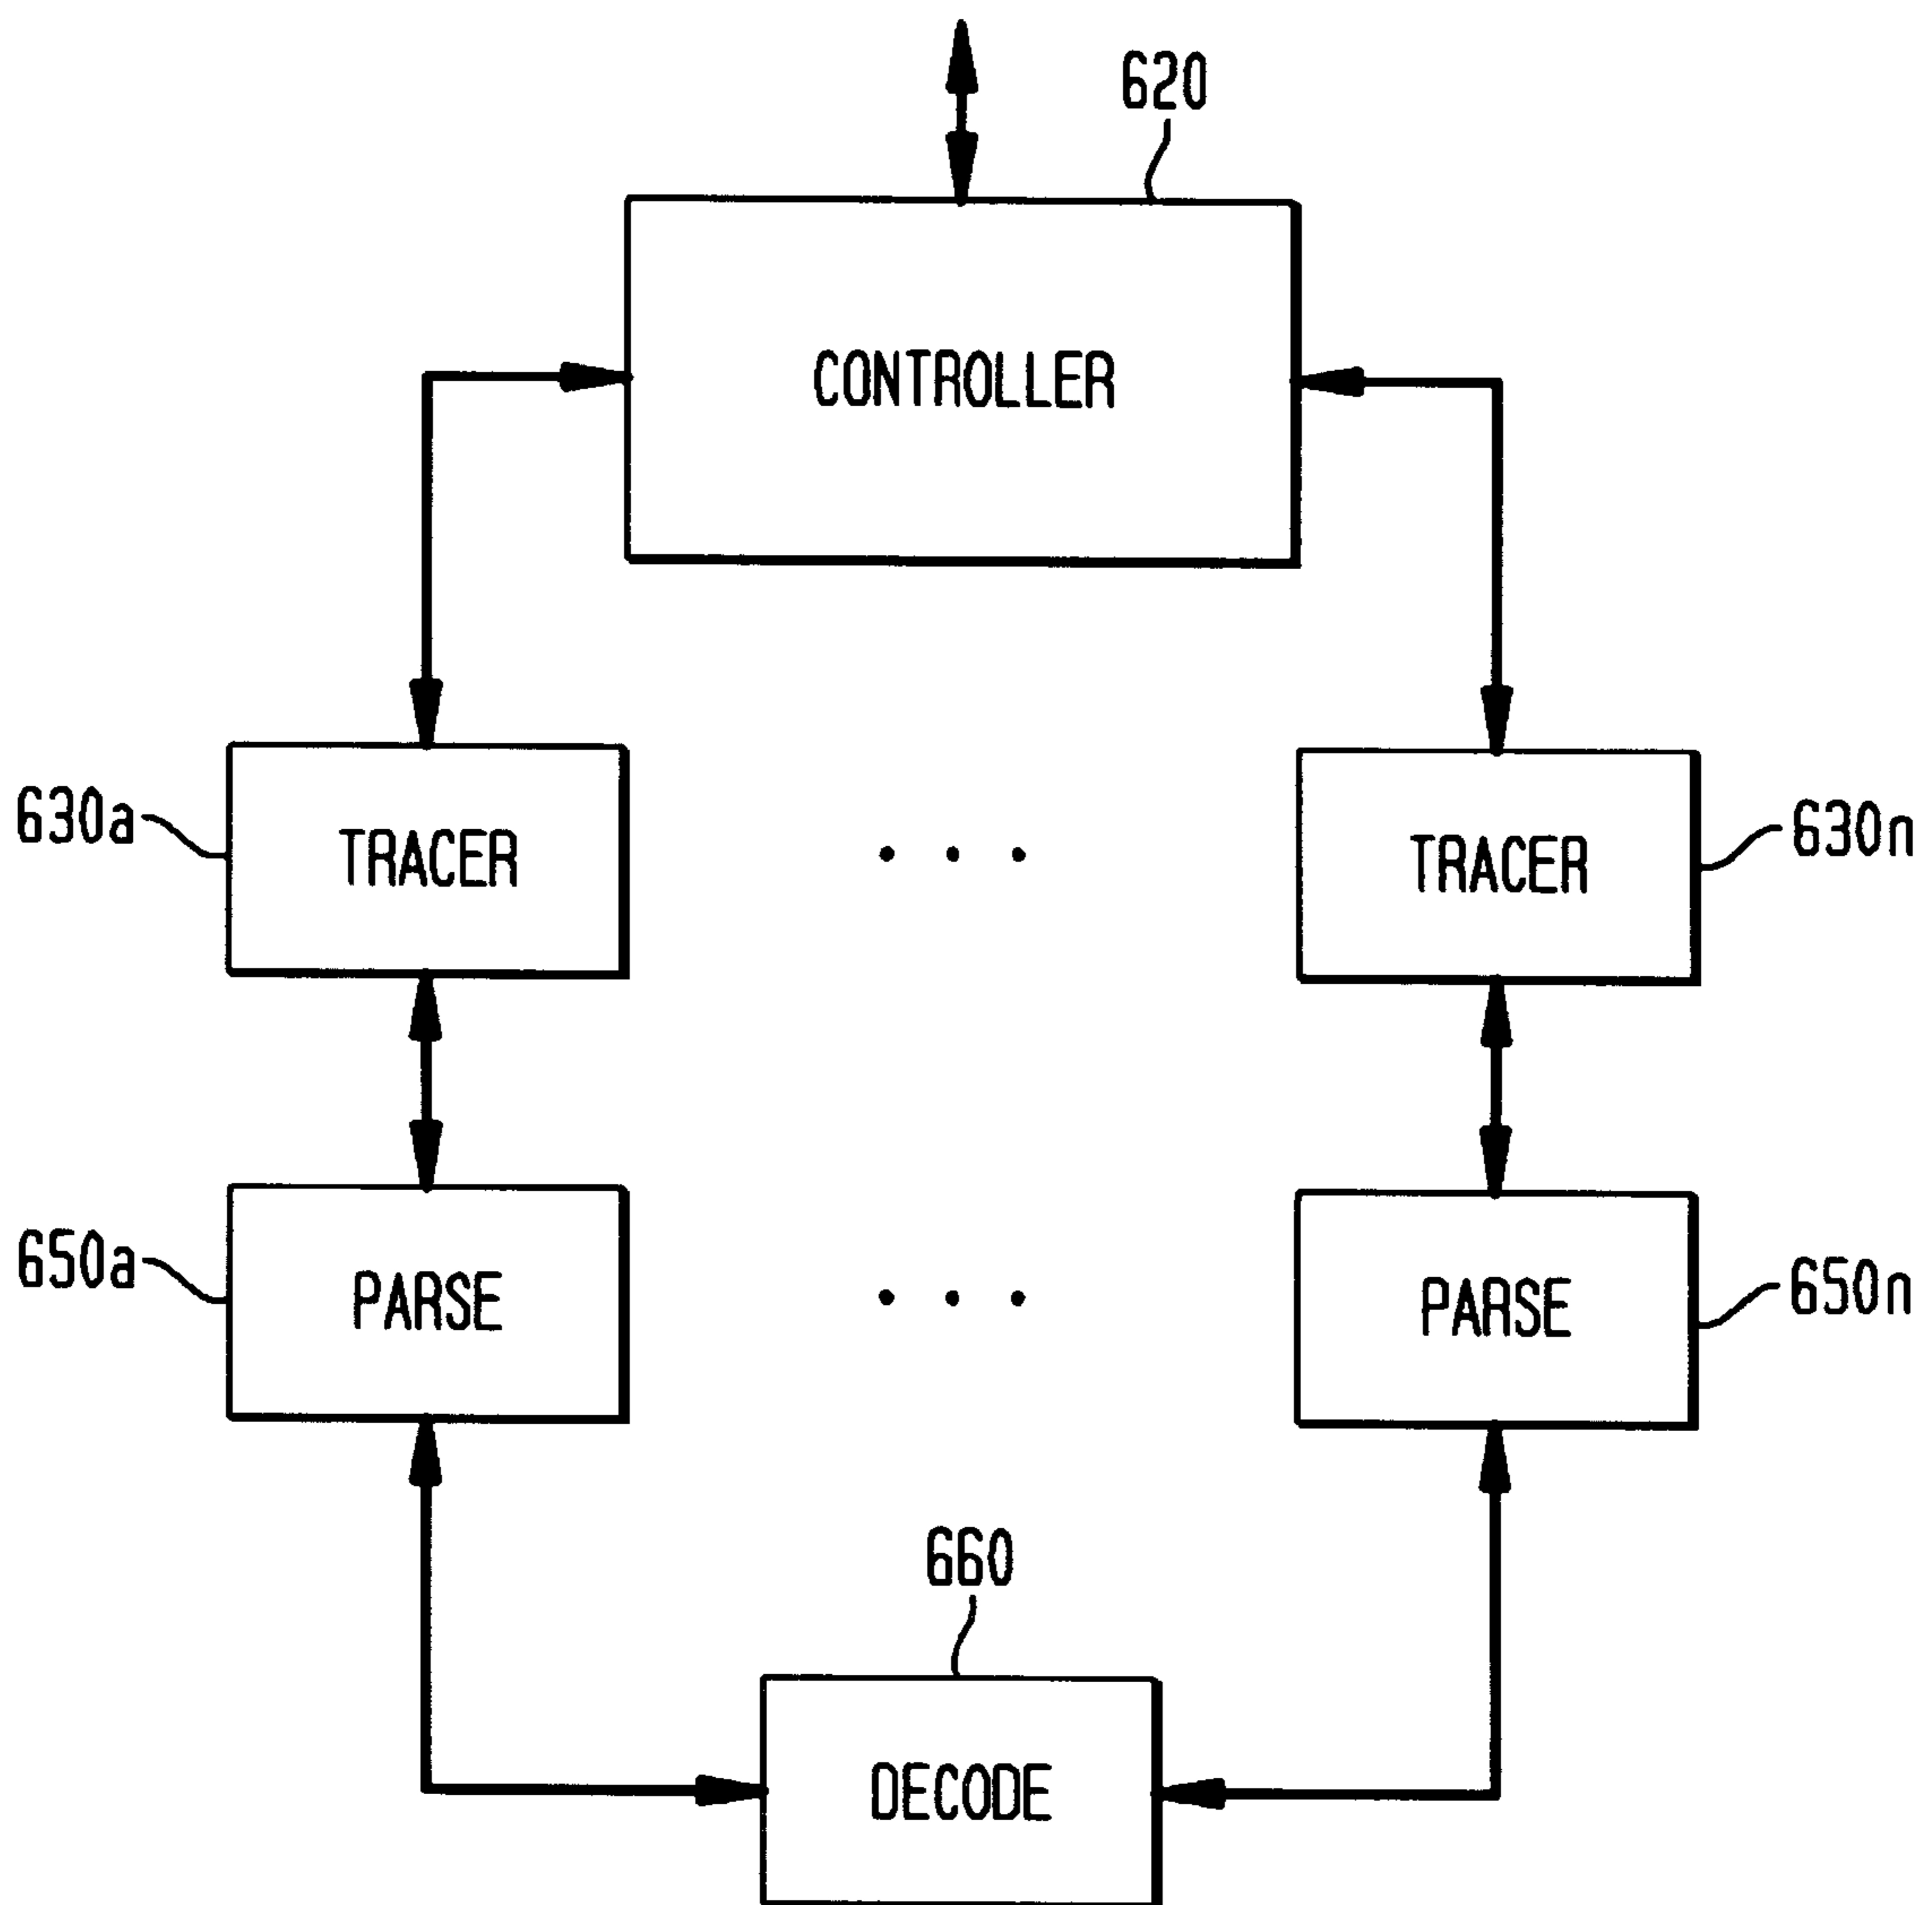 620
CONTROLLER
630a
TRACER
TRACER
630n
650a
PARSE
PARSE
650n
660
DECODE